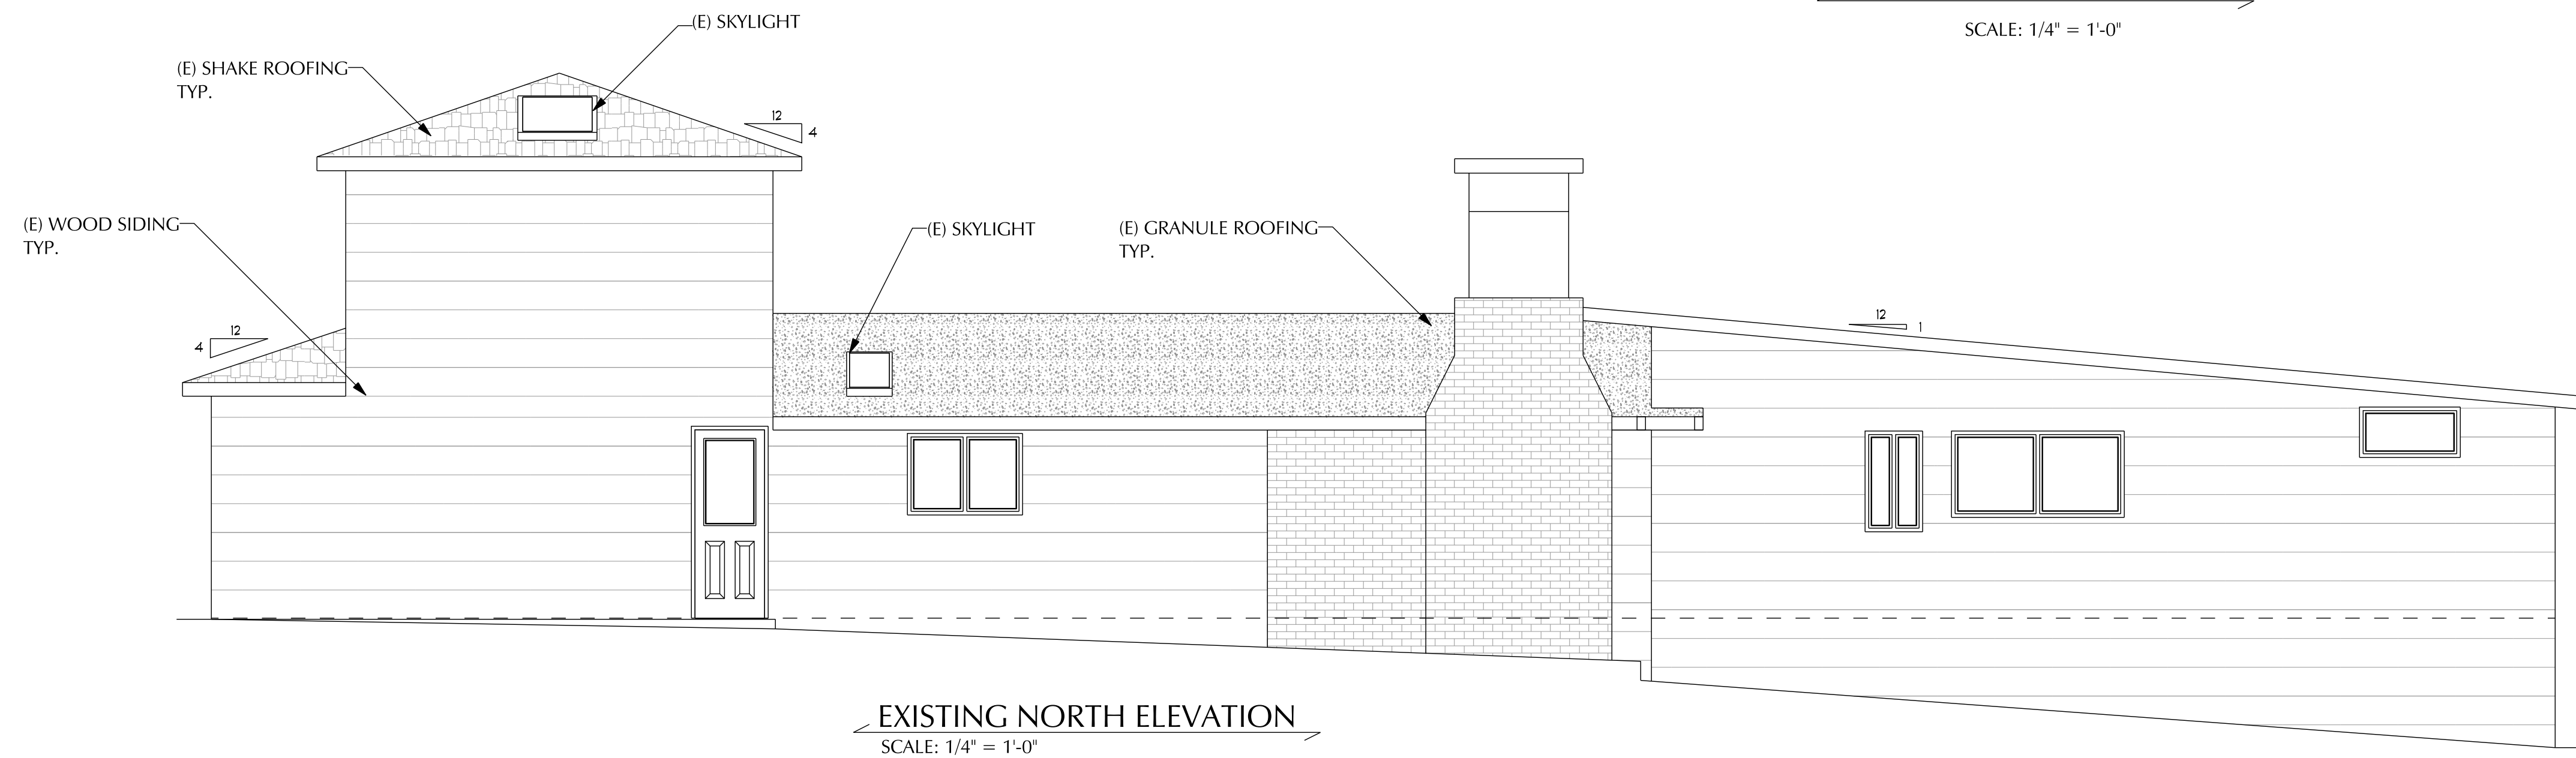 (E) SKYLIGHT
SCALE: 1/4" = 1'-0"
(E) SHAKE ROOFING
TYP.
12
4
(E) WOOD SIDING
TYP.
(E) SKYLIGHT
(E) GRANULE ROOFING
TYP.
12
4
12
1
EXISTING NORTH ELEVATION
SCALE: 1/4" = 1'-0"